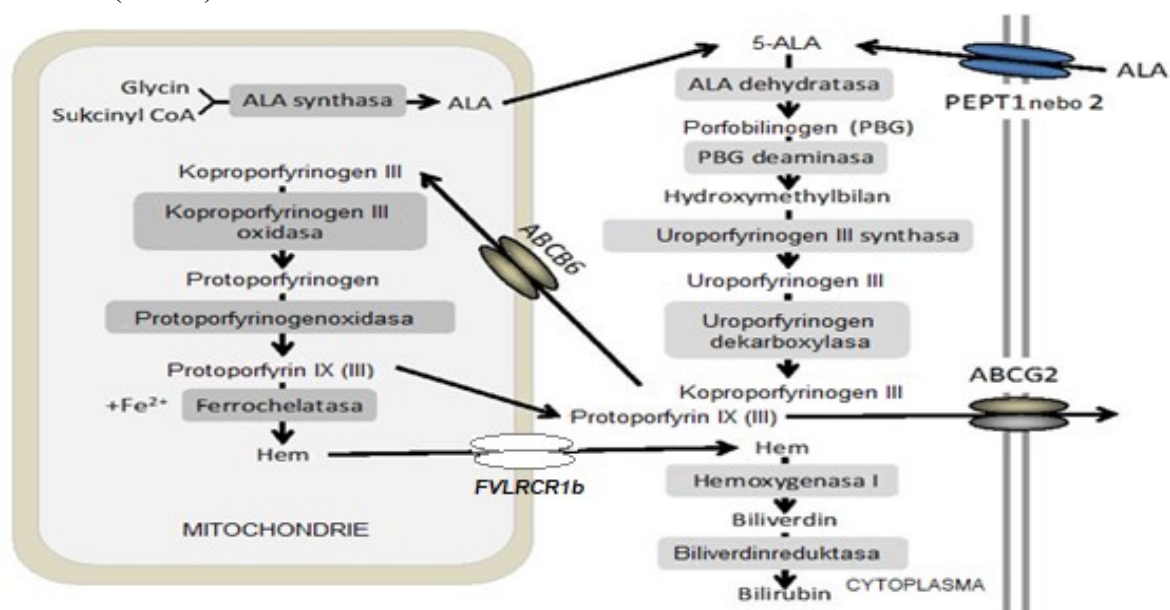 Glycin
Sukcinyl CoA
ALA synthasa
ALA
Koproporfyrinogen III
Koproporfyrinogen III
oxidasa
Protoporfyrinogen
Protoporfyrinogenoxidasa
Protoporfyrin IX (III)
+Fe²⁺
Ferrochelatasa
Hem
MITOCHONDRIE
ABCB6
FVLRCR1b
5-ALA
ALA dehydratasa
Porfobilinogen (PBG)
PBG deaminasa
Hydroxymethylbilan
Uroporfyrinogen III synthasa
Uroporfyrinogen III
Uroporfyrinogen
dekarboxylasa
Koproporfyrinogen III
Protoporfyrin IX (III)
Hem
Hemoxygenasa I
Biliverdin
Biliverdinreduktasa
Bilirubin
CYTOPLASMA
ALA
PEPT1 nebo 2
ABCG2